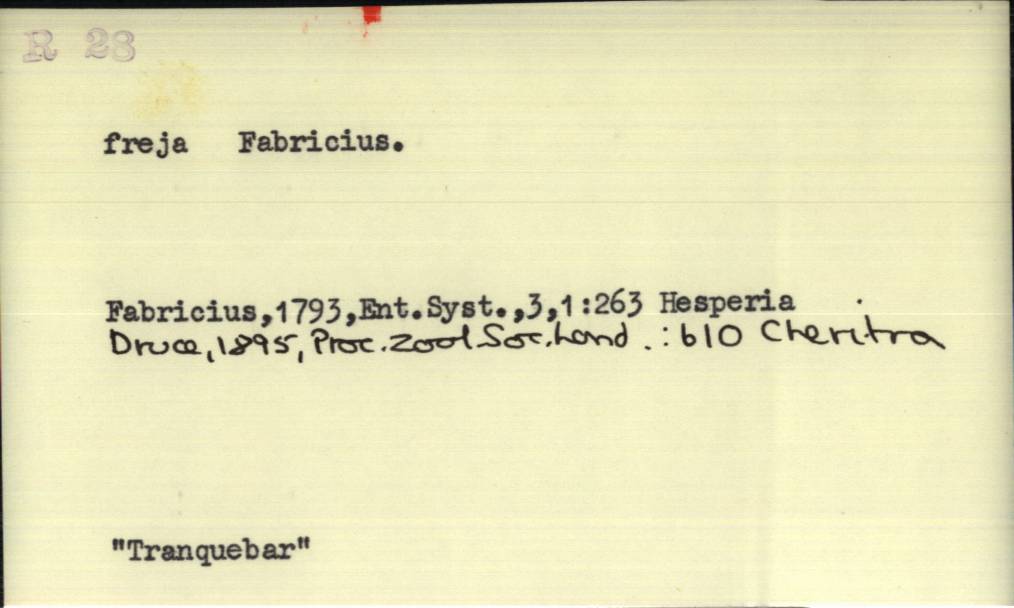 R 28
freja Fabricius.
Fabricius,1793,Ent.Syst.,3,1:263 Hesperia
Druce,1895, Proc. Zool. Soc. Lond. :610 Cheritra
"Tranquebar"